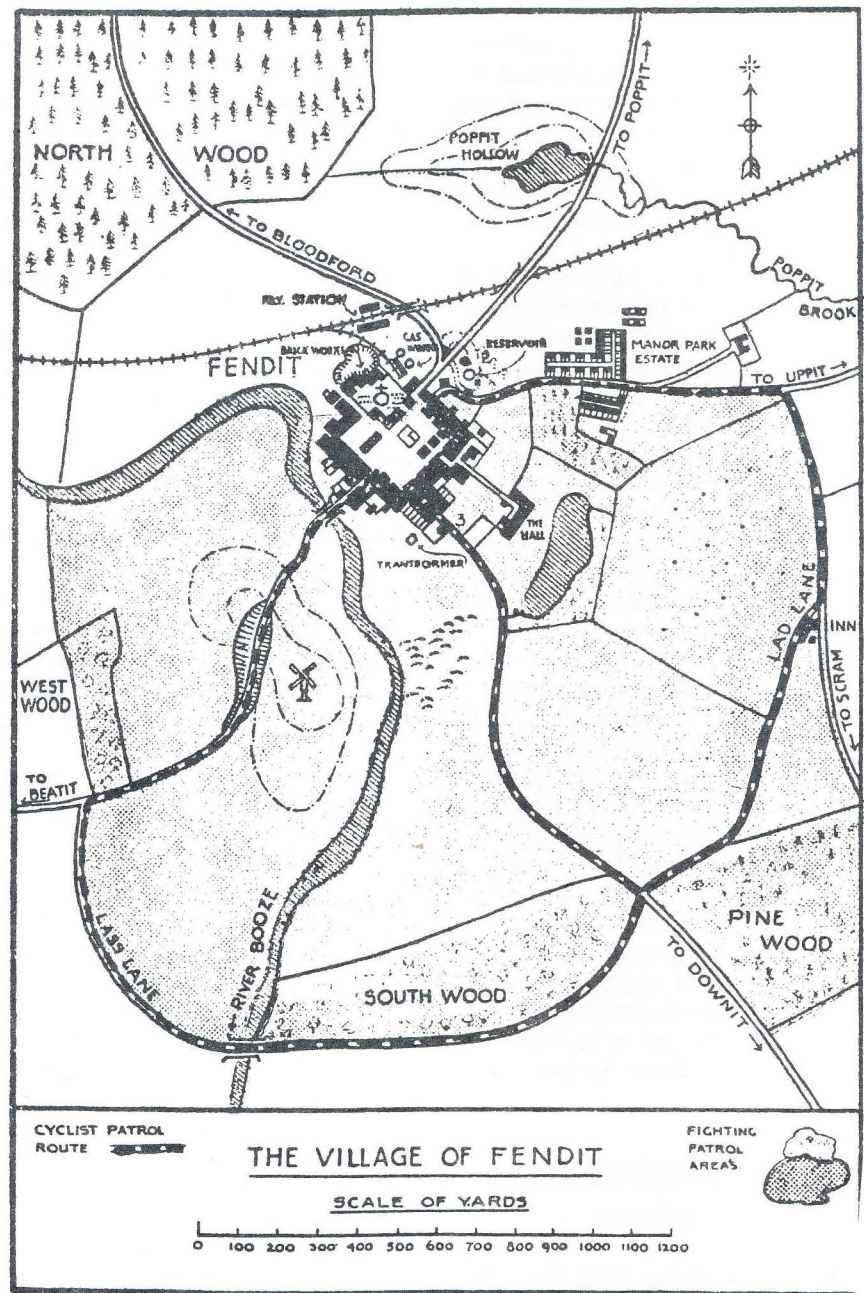 TO POPPIT →
POPPIT
HOLLOW
NORTH WOOD
← TO BLOODFORD
POPPIT
BROOK
RLY. STATION
GAS
WORKS
BRICK WORKS
RESERVOIR
2
MANOR PARK
ESTATE
FENDIT
TO UPPIT →
3
THE
HALL
TRANSFORMER
LAD LANE
INN
WEST
WOOD
TO SCRAM →
TO
← BEATIT
LASS LANE
← RIVER BOOZE
SOUTH WOOD
PINE
WOOD
TO DOWNIT →
CYCLIST PATROL
ROUTE
THE VILLAGE OF FENDIT
FIGHTING
PATROL
AREA'S
SCALE OF YARDS
0 100 200 300 400 500 600 700 800 900 1000 1100 1200